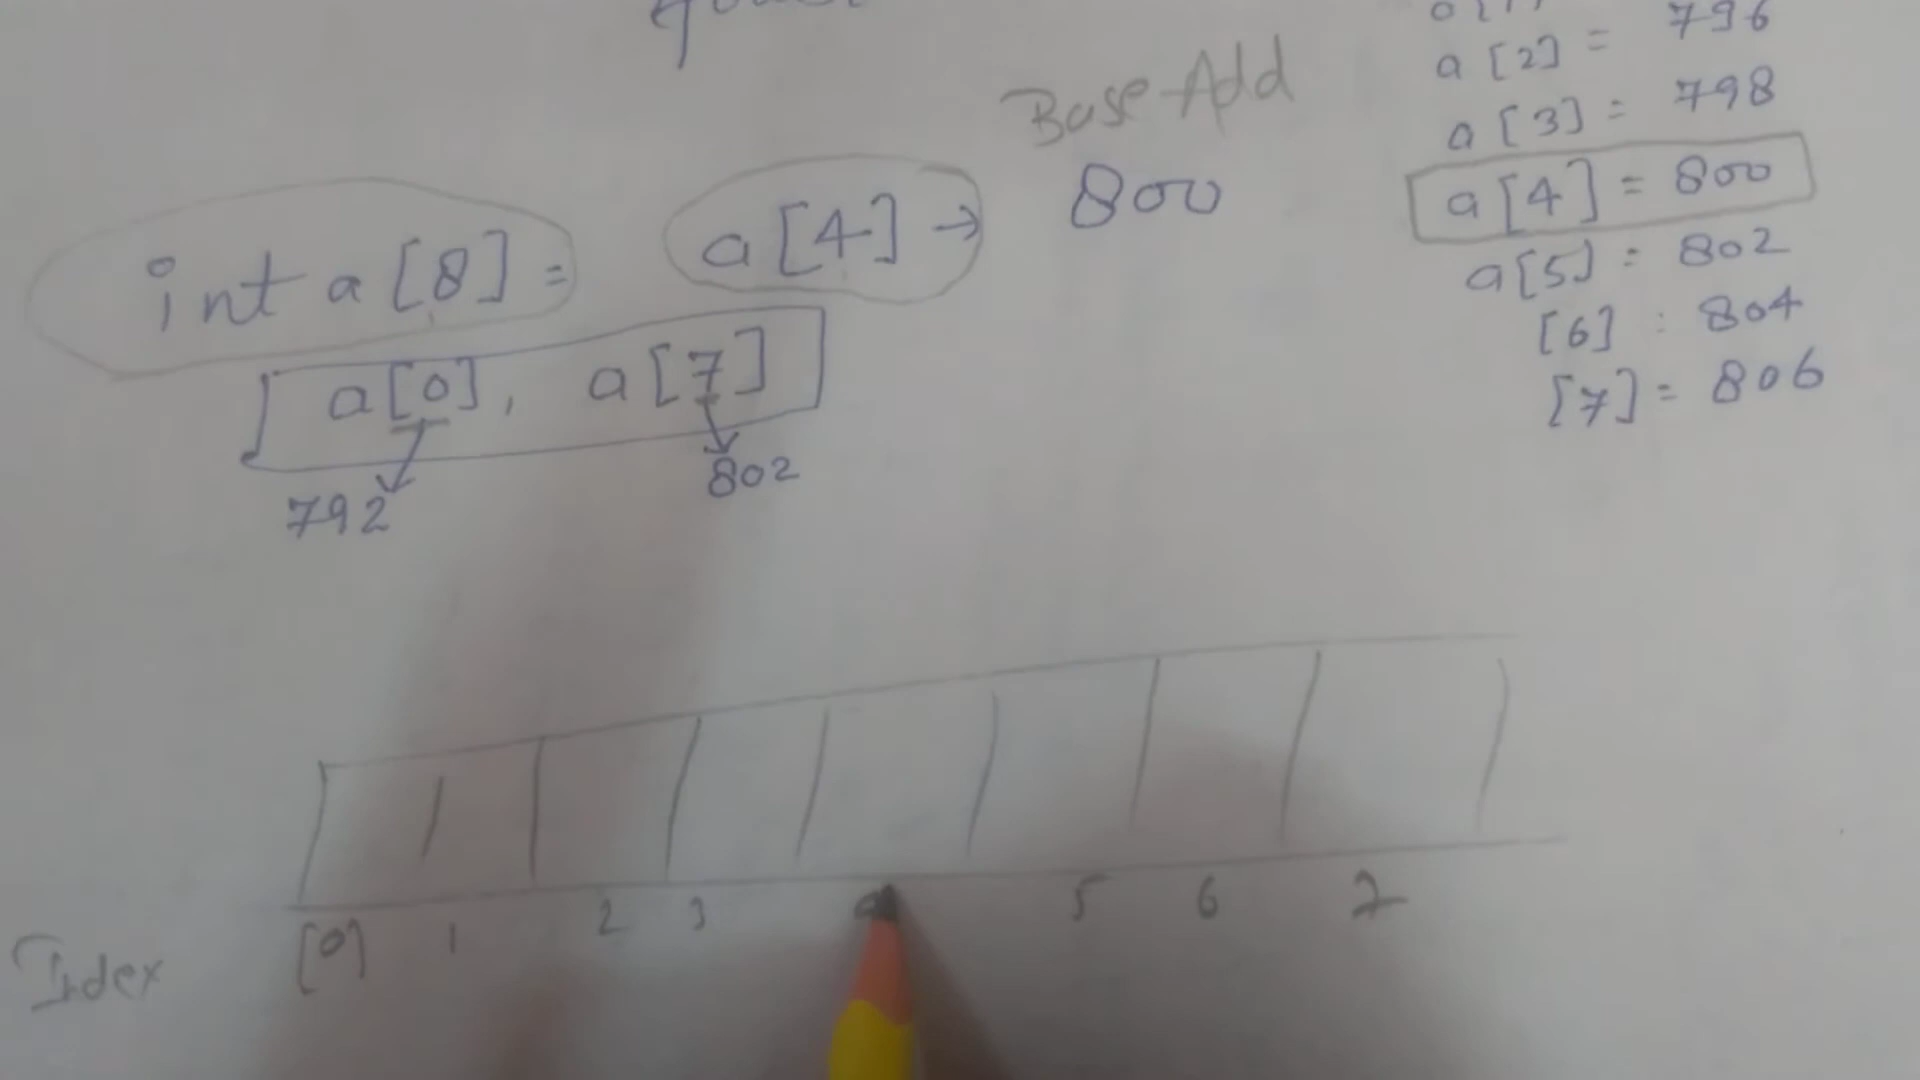 Base Add
int a[8] =
a[4] → 800
a[0], a[7]
792
802
796
a[2] =
a[3] = 798
a[4] = 800
a[5] : 802
[6] : 804
[7] = 806
Index [0] 1 2 3 5 6 7